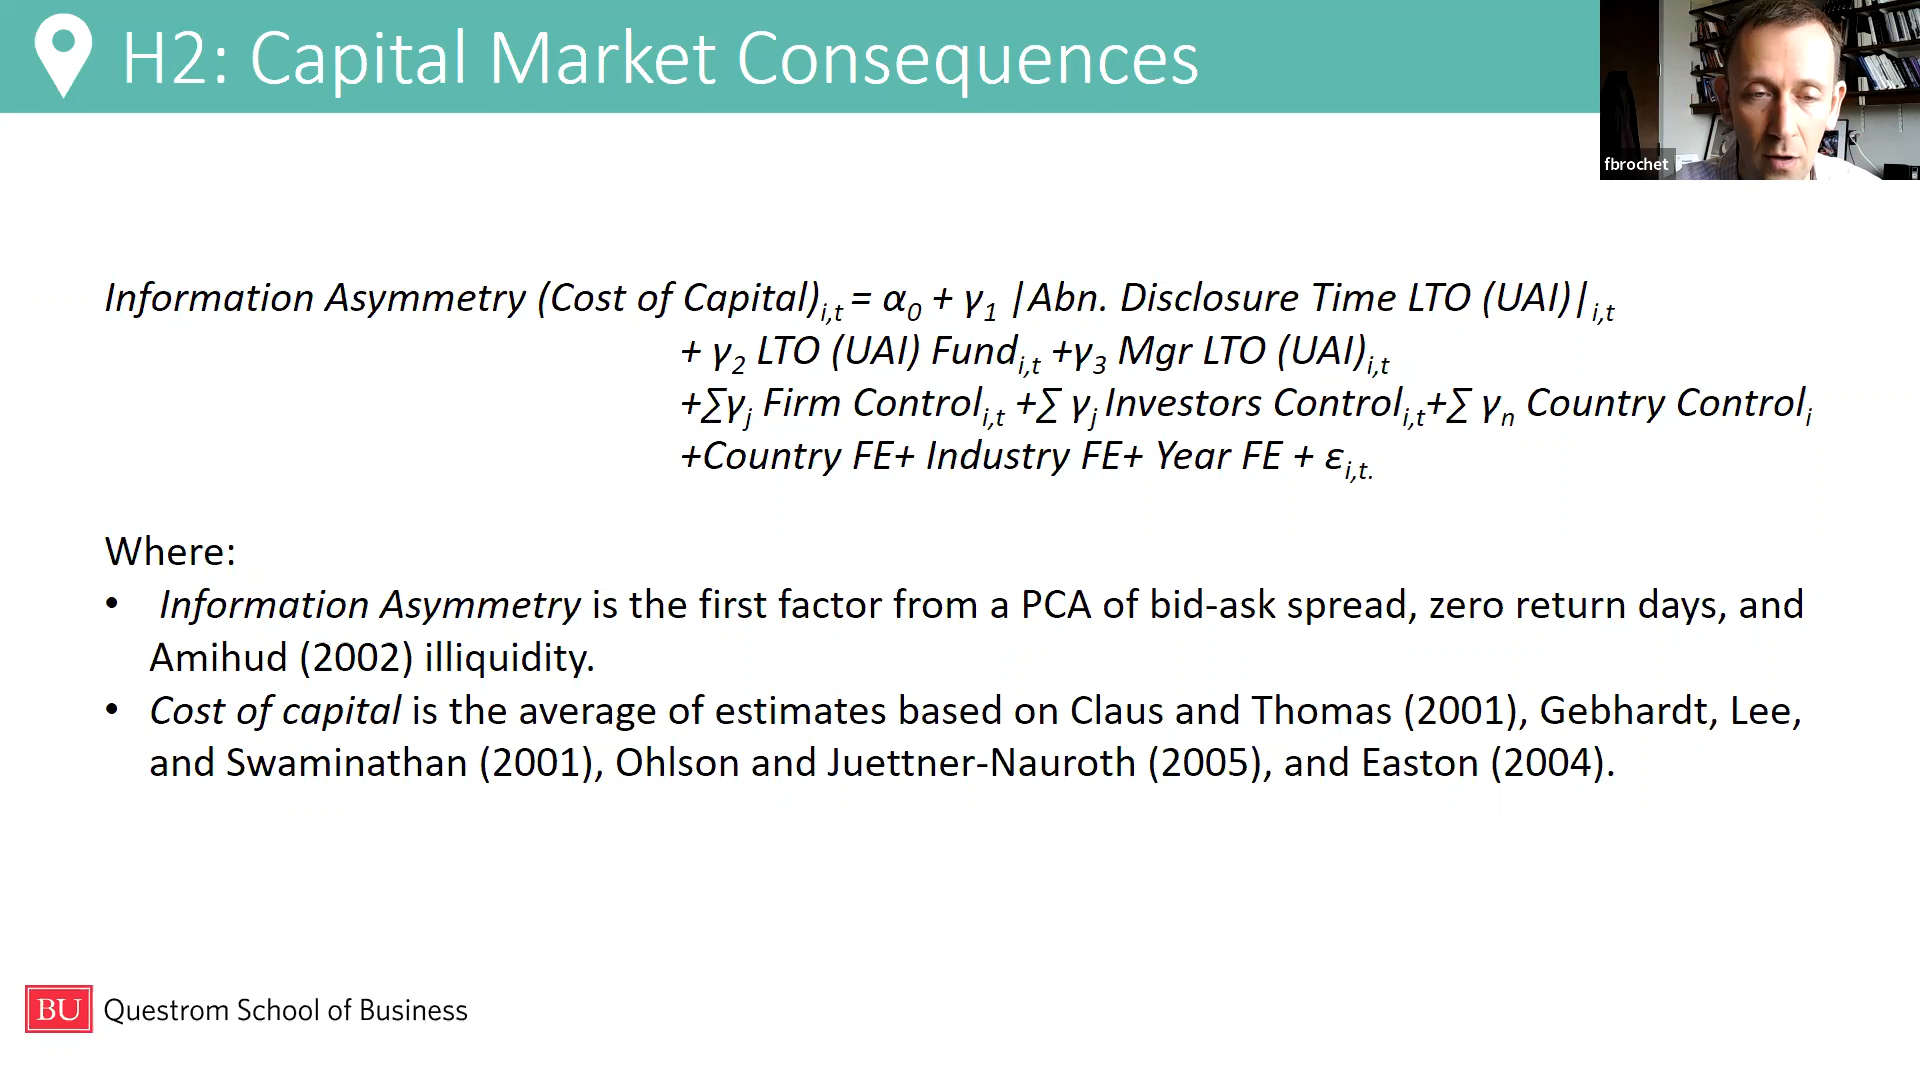 H2: Capital Market Consequences
fbrochet
Information Asymmetry (Cost of Capital)i,t = α0 + γ1 |Abn. Disclosure Time LTO (UAI)|i,t
+ γ2 LTO (UAI) Fundi,t +γ3 Mgr LTO (UAI)i,t
+∑γj Firm Controli,t +∑ γj Investors Controli,t+∑ γn Country Controli
+Country FE+ Industry FE+ Year FE + εi,t.
Where:
• Information Asymmetry is the first factor from a PCA of bid-ask spread, zero return days, and
Amihud (2002) illiquidity.
• Cost of capital is the average of estimates based on Claus and Thomas (2001), Gebhardt, Lee,
and Swaminathan (2001), Ohlson and Juettner-Nauroth (2005), and Easton (2004).
BU Questrom School of Business